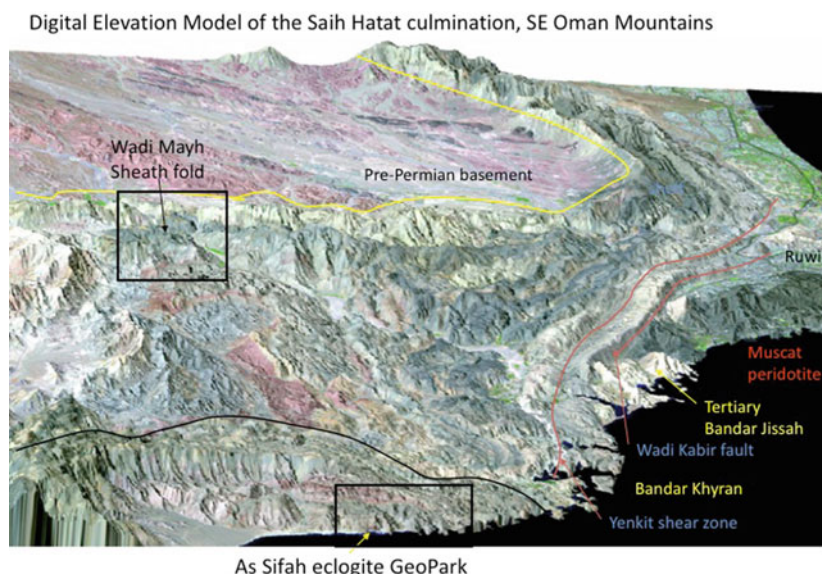 Digital Elevation Model of the Saih Hatat culmination, SE Oman Mountains
Wadi Mayh
Sheath fold
Pre-Permian basement
Ruwi
Muscat
peridotite
Tertiary
Bandar Jissah
Wadi Kabir fault
Bandar Khyran
Yenkit shear zone
As Sifah eclogite GeoPark